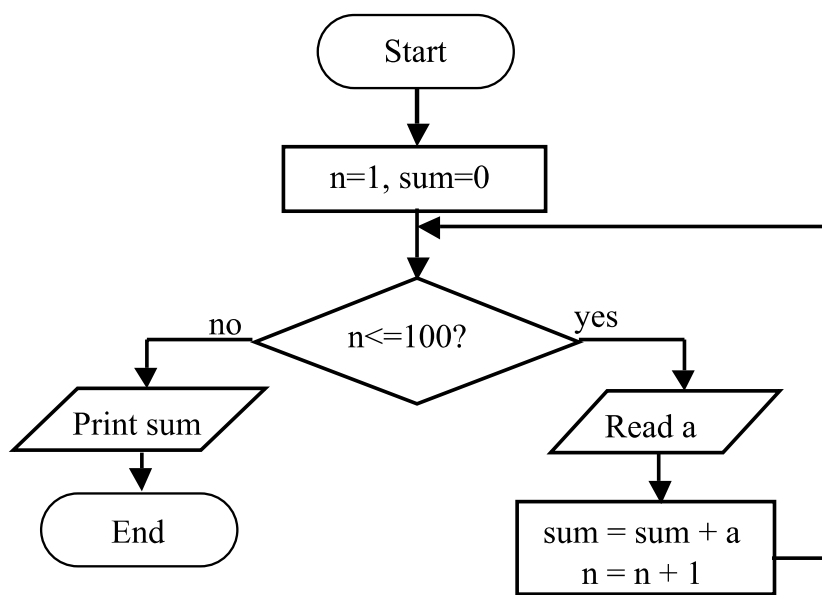 Start
n=1, sum=0
n<=100?
no
yes
Print sum
Read a
End
sum = sum + a
n = n + 1